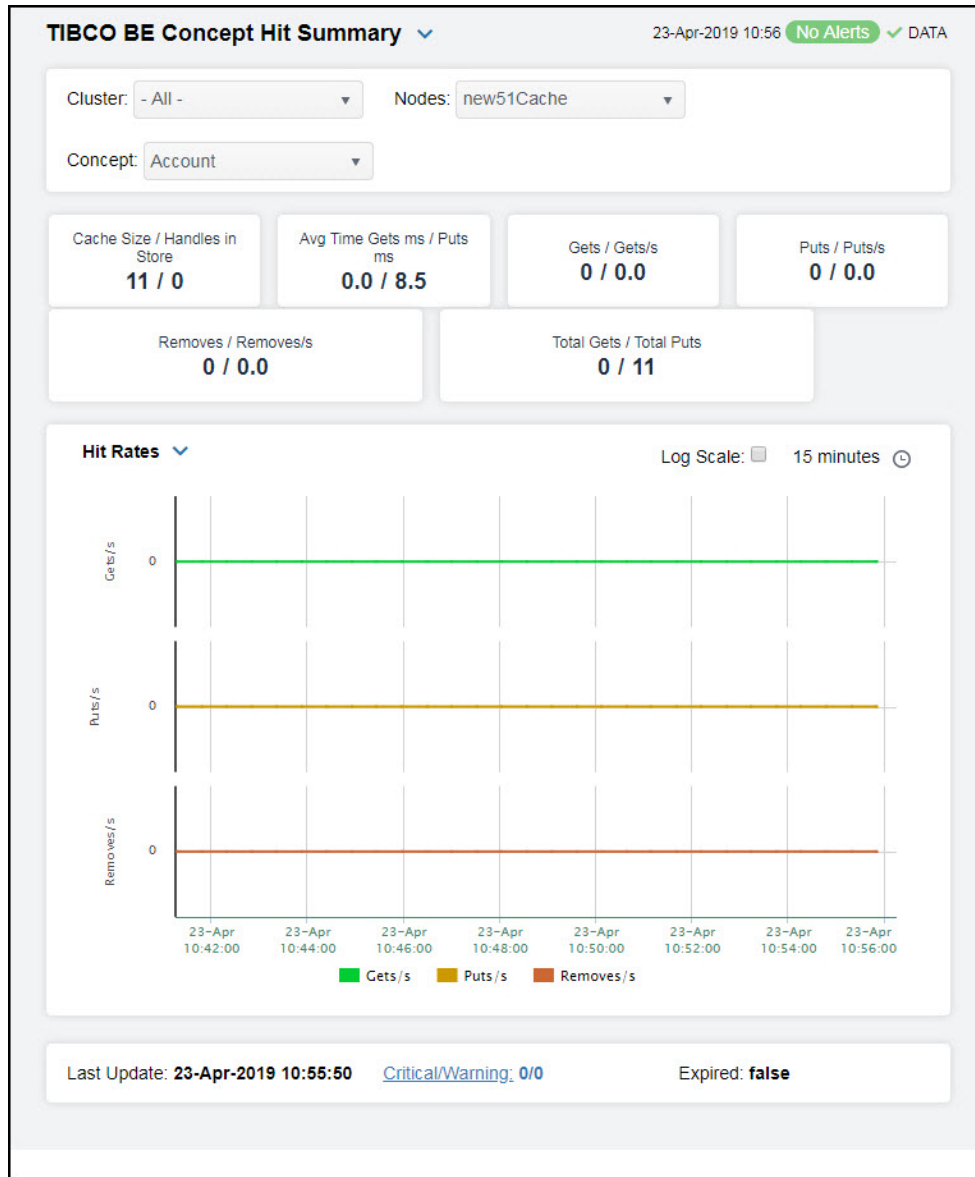 TIBCO BE Concept Hit Summary
23-Apr-2019 10:56 No Alerts DATA
Cluster: - All - Nodes: new51Cache
Concept: Account
Cache Size / Handles in
Store
11 / 0
Avg Time Gets ms / Puts
ms
0.0 / 8.5
Gets / Gets/s
0 / 0.0
Puts / Puts/s
0 / 0.0
Removes / Removes/s
0 / 0.0
Total Gets / Total Puts
0 / 11
Hit Rates
Log Scale: 15 minutes
Gets/s
0
Puts/s
0
Removes/s
0
23-Apr 23-Apr 23-Apr 23-Apr 23-Apr 23-Apr 23-Apr 23-Apr
10:42:00 10:44:00 10:46:00 10:48:00 10:50:00 10:52:00 10:54:00 10:56:00
Gets/s Puts/s Removes/s
Last Update: 23-Apr-2019 10:55:50 Critical/Warning: 0/0 Expired: false